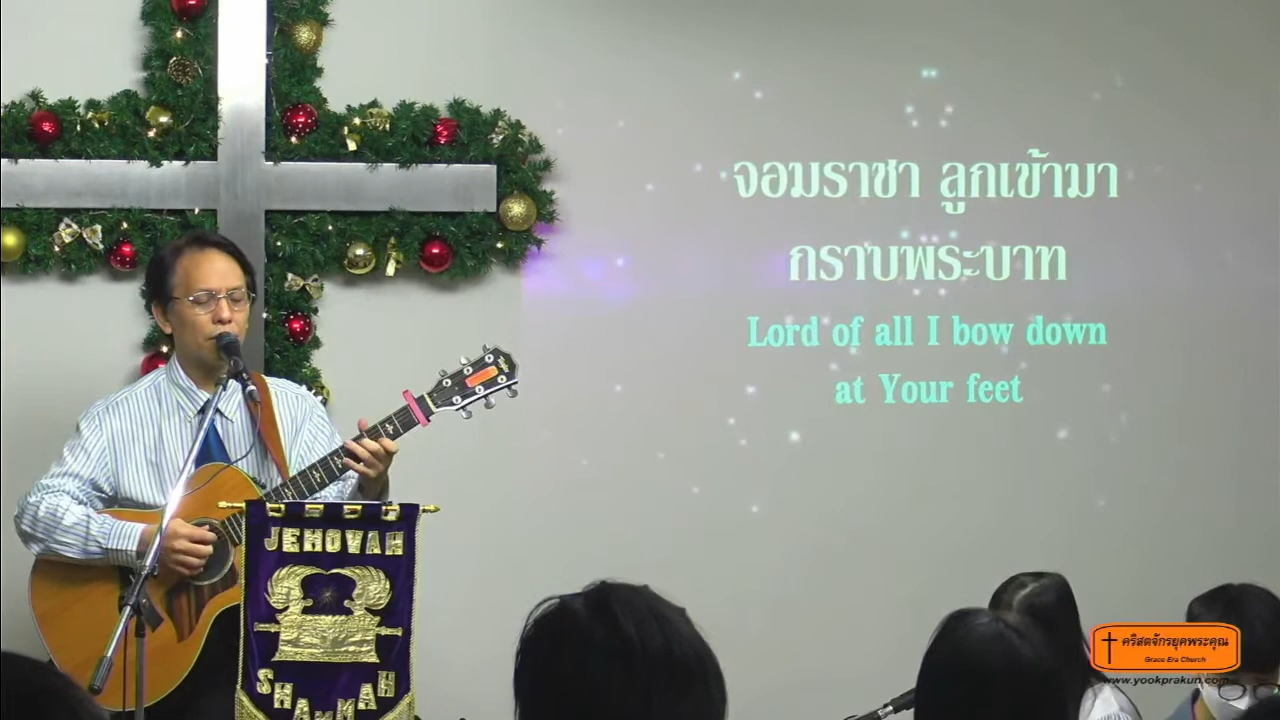 จอมราชา ลูกเข้ามา
กราบพระบาท
Lord of all I bow down
at Your feet
JEHOVAH
SHAMMAH
คริสตจักรยุคพระคุณ
Grace Era Church
www.yookprakun.com